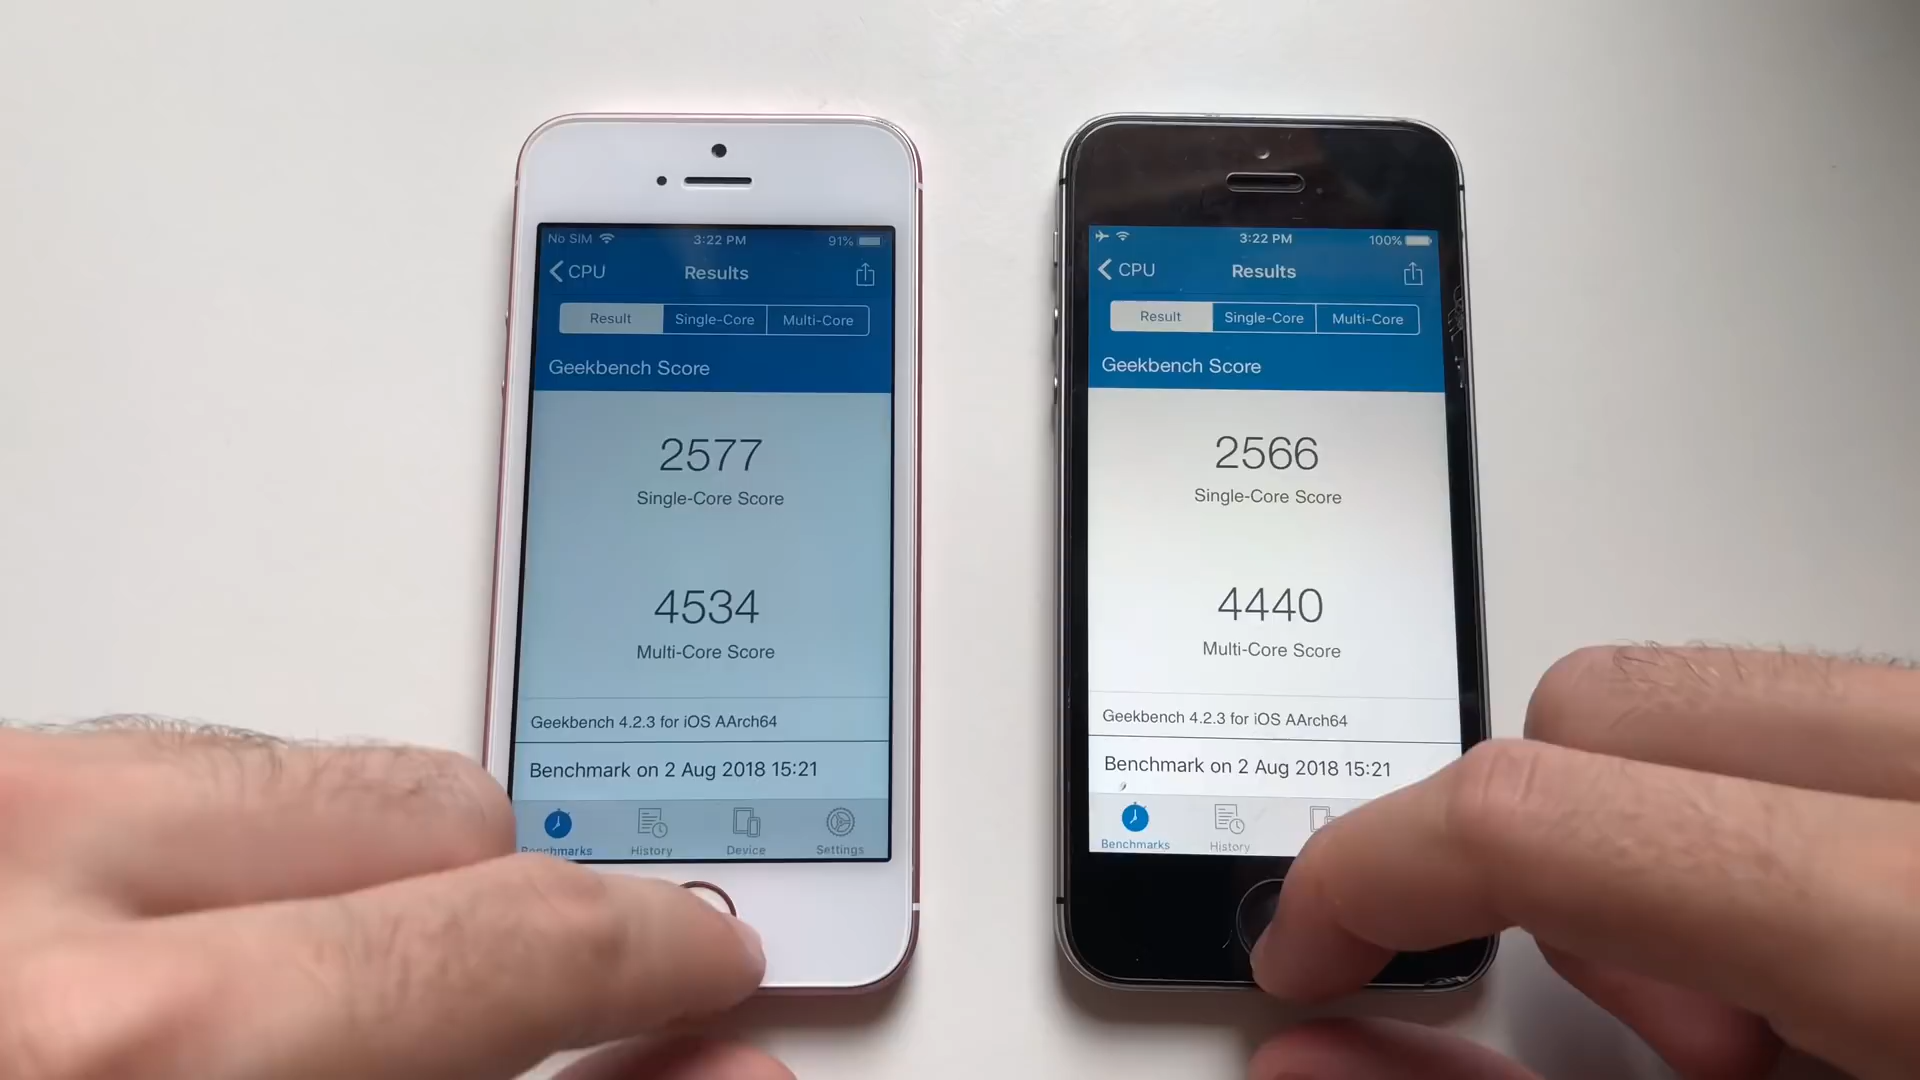 No SIM 3:22 PM 91%
CPU Results
Result Single-Core Multi-Core
Geekbench Score
2577
Single-Core Score
4534
Multi-Core Score
Geekbench 4.2.3 for iOS AArch64
Benchmark on 2 Aug 2018 15:21
Benchmarks History Device Settings
3:22 PM 100%
CPU Results
Result Single-Core Multi-Core
Geekbench Score
2566
Single-Core Score
4440
Multi-Core Score
Geekbench 4.2.3 for iOS AArch64
Benchmark on 2 Aug 2018 15:21
Benchmarks History